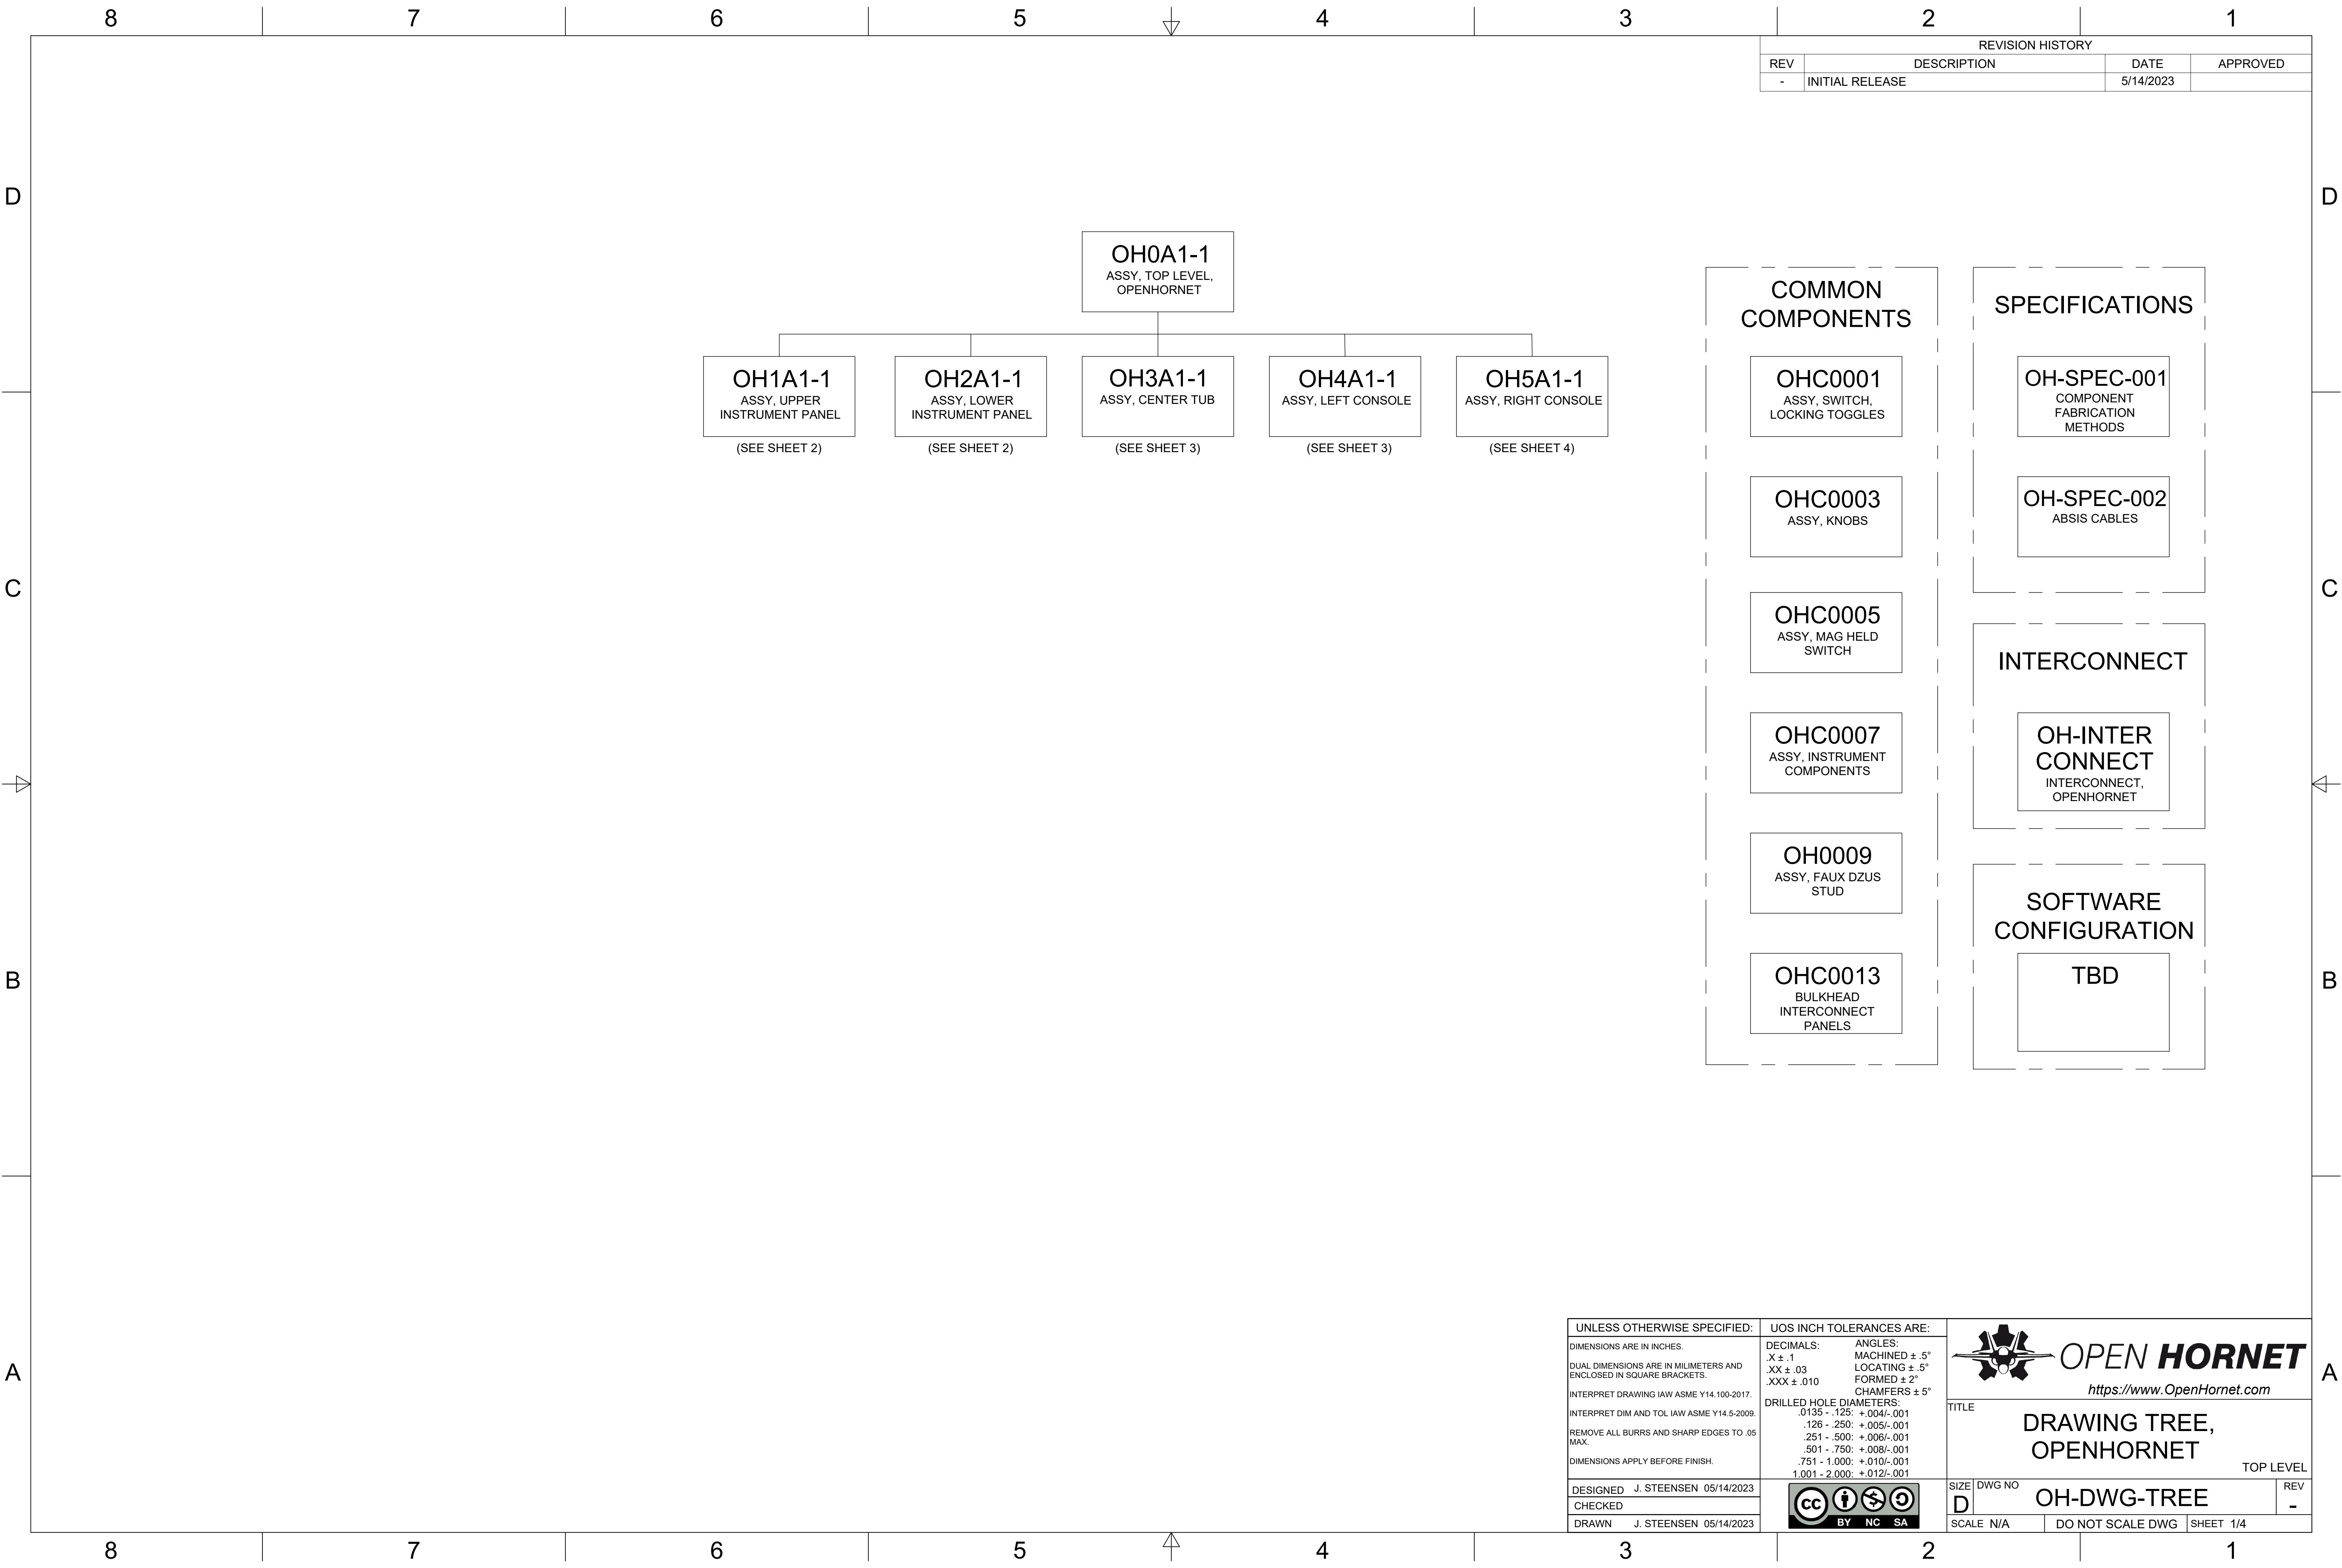 8 7 6 5 4 3 2 1
REVISION HISTORY
REV DESCRIPTION DATE APPROVED
- INITIAL RELEASE 5/14/2023
D D
OH0A1-1
ASSY, TOP LEVEL,
OPENHORNET
OH1A1-1
ASSY, UPPER
INSTRUMENT PANEL
(SEE SHEET 2)
OH2A1-1
ASSY, LOWER
INSTRUMENT PANEL
(SEE SHEET 2)
OH3A1-1
ASSY, CENTER TUB
(SEE SHEET 3)
OH4A1-1
ASSY, LEFT CONSOLE
(SEE SHEET 3)
OH5A1-1
ASSY, RIGHT CONSOLE
(SEE SHEET 4)
COMMON
COMPONENTS
OHC0001
ASSY, SWITCH,
LOCKING TOGGLES
OHC0003
ASSY, KNOBS
OHC0005
ASSY, MAG HELD
SWITCH
OHC0007
ASSY, INSTRUMENT
COMPONENTS
OH0009
ASSY, FAUX DZUS
STUD
OHC0013
BULKHEAD
INTERCONNECT
PANELS
SPECIFICATIONS
OH-SPEC-001
COMPONENT
FABRICATION
METHODS
OH-SPEC-002
ABSIS CABLES
INTERCONNECT
OH-INTER
CONNECT
INTERCONNECT,
OPENHORNET
SOFTWARE
CONFIGURATION
TBD
C C
B B
A A
UNLESS OTHERWISE SPECIFIED:
DIMENSIONS ARE IN INCHES.
DUAL DIMENSIONS ARE IN MILIMETERS AND
ENCLOSED IN SQUARE BRACKETS.
INTERPRET DRAWING IAW ASME Y14.100-2017.
INTERPRET DIM AND TOL IAW ASME Y14.5-2009.
REMOVE ALL BURRS AND SHARP EDGES TO .05
MAX.
DIMENSIONS APPLY BEFORE FINISH.
DESIGNED J. STEENSEN 05/14/2023
CHECKED
DRAWN J. STEENSEN 05/14/2023
UOS INCH TOLERANCES ARE:
DECIMALS:
.X ± .1
.XX ± .03
.XXX ± .010
ANGLES:
MACHINED ± .5°
LOCATING ± .5°
FORMED ± 2°
CHAMFERS ± 5°
DRILLED HOLE DIAMETERS:
.0135 - .125: +.004/-.001
.126 - .250: +.005/-.001
.251 - .500: +.006/-.001
.501 - .750: +.008/-.001
.751 - 1.000: +.010/-.001
1.001 - 2.000: +.012/-.001
cc
BY NC SA
OPEN HORNET
https://www.OpenHornet.com
TITLE
DRAWING TREE,
OPENHORNET
TOP LEVEL
SIZE DWG NO REV
D OH-DWG-TREE -
SCALE N/A DO NOT SCALE DWG SHEET 1/4
8 7 6 5 4 3 2 1